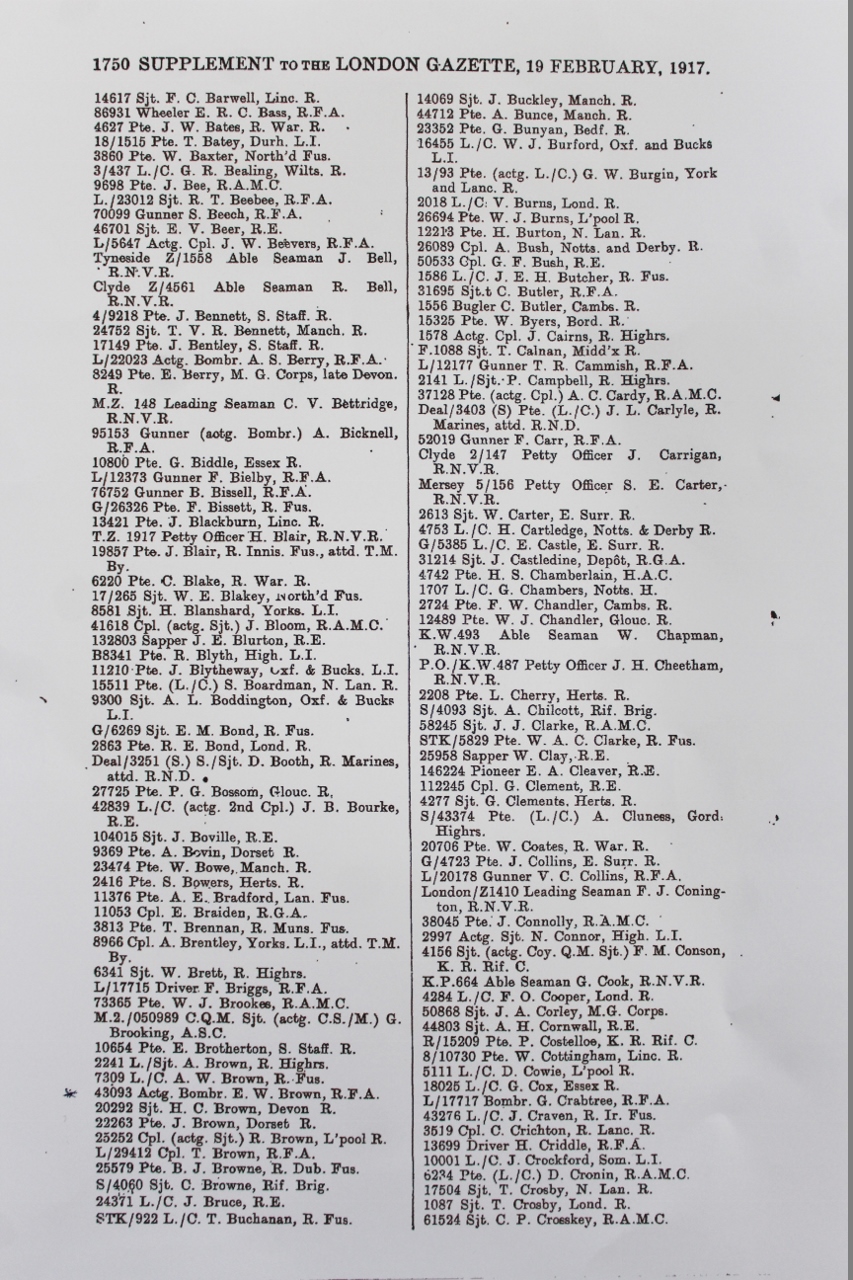 1750 SUPPLEMENT TO THE LONDON GAZETTE, 19 FEBRUARY, 1917.
14617 Sjt. F. C. Barwell, Linc. R.
86931 Wheeler E. R. C. Bass, R.F.A.
4627 Pte. J. W. Bates, R. War. R.
18/1515 Pte. T. Batey, Durh. L.I.
3860 Pte. W. Baxter, North'd Fus.
3/437 L./C. G. R. Bealing, Wilts. R.
9698 Pte. J. Bee, R.A.M.C.
L./23012 Sjt. R. T. Beebee, R.F.A.
70099 Gunner S. Beech, R.F.A.
46701 Sjt. E. V. Beer, R.E.
L/5647 Actg. Cpl. J. W. Beevers, R.F.A.
Tyneside Z/1558 Able Seaman J. Bell,
R.N.V.R.
Clyde Z/4561 Able Seaman R. Bell,
R.N.V.R.
4/9218 Pte. J. Bennett, S. Staff. R.
24752 Sjt. T. V. R. Bennett, Manch. R.
17149 Pte. J. Bentley, S. Staff. R.
L/22023 Actg. Bombr. A. S. Berry, R.F.A.
8249 Pte. E. Berry, M. G. Corps, late Devon.
R.
M.Z. 148 Leading Seaman C. V. Bettridge,
R.N.V.R.
95153 Gunner (actg. Bombr.) A. Bicknell,
R.F.A.
10800 Pte. G. Biddle, Essex R.
L/12373 Gunner F. Bielby, R.F.A.
76752 Gunner B. Bissell, R.F.A.
G/26326 Pte. F. Bissett, R. Fus.
13421 Pte. J. Blackburn, Linc. R.
T.Z. 1917 Petty Officer H. Blair, R.N.V.R.
19857 Pte. J. Blair, R. Innis. Fus., attd. T.M.
By.
6220 Pte. C. Blake, R. War. R.
17/265 Sjt. W. E. Blakey, North'd Fus.
8581 Sjt. H. Blanshard, Yorks. L.I.
41618 Cpl. (actg. Sjt.) J. Bloom, R.A.M.C.
132803 Sapper J. E. Blurton, R.E.
B8341 Pte. R. Blyth, High. L.I.
11210 Pte. J. Blytheway, Oxf. & Bucks. L.I.
15511 Pte. (L./C.) S. Boardman, N. Lan. R.
9300 Sjt. A. L. Boddington, Oxf. & Bucks
L.I.
G/6269 Sjt. E. M. Bond, R. Fus.
2863 Pte. R. E. Bond, Lond. R.
Deal/3251 (S.) S./Sjt. D. Booth, R. Marines,
attd. R.N.D.
27725 Pte. P. G. Bossom, Glouc. R.
42839 L./C. (actg. 2nd Cpl.) J. B. Bourke,
R.E.
104015 Sjt. J. Boville, R.E.
9369 Pte. A. Bovin, Dorset R.
23474 Pte. W. Bowe, Manch. R.
2416 Pte. S. Bowers, Herts. R.
11376 Pte. A. E. Bradford, Lan. Fus.
11053 Cpl. E. Braiden, R.G.A.
3813 Pte. T. Brennan, R. Muns. Fus.
8966 Cpl. A. Brentley, Yorks. L.I., attd. T.M.
By.
6341 Sjt. W. Brett, R. Highrs.
L/17715 Driver F. Briggs, R.F.A.
73365 Pte. W. J. Brookes, R.A.M.C.
M.2./050989 C.Q.M. Sjt. (actg. C.S./M.) G.
Brooking, A.S.C.
10654 Pte. E. Brotherton, S. Staff. R.
2241 L./Sjt. A. Brown, R. Highrs.
7309 L./C. A. W. Brown, R. Fus.
43093 Actg. Bombr. E. W. Brown, R.F.A.
20292 Sjt. H. C. Brown, Devon R.
22263 Pte. J. Brown, Dorset R.
25252 Cpl. (actg. Sjt.) R. Brown, L'pool R.
L/29412 Cpl. T. Brown, R.F.A.
25579 Pte. B. J. Browne, R. Dub. Fus.
S/4060 Sjt. C. Browne, Rif. Brig.
24371 L./C. J. Bruce, R.E.
STK/922 L./C. T. Buchanan, R. Fus.
14069 Sjt. J. Buckley, Manch. R.
44712 Pte. A. Bunce, Manch. R.
23352 Pte. G. Bunyan, Bedf. R.
16455 L./C. W. J. Burford, Oxf. and Bucks
L.I.
13/93 Pte. (actg. L./C.) G. W. Burgin, York
and Lanc. R.
2018 L./C. V. Burns, Lond. R.
26694 Pte. W. J. Burns, L'pool R.
12213 Pte. H. Burton, N. Lan. R.
26089 Cpl. A. Bush, Notts. and Derby. R.
50533 Cpl. G. F. Bush, R.E.
1586 L./C. J. E. H. Butcher, R. Fus.
31695 Sjt.t C. Butler, R.F.A.
1556 Bugler C. Butler, Cambs. R.
15325 Pte. W. Byers, Bord. R.
1578 Actg. Cpl. J. Cairns, R. Highrs.
F.1088 Sjt. T. Calnan, Midd'x R.
L/12177 Gunner T. R. Cammish, R.F.A.
2141 L./Sjt. P. Campbell, R. Highrs.
37128 Pte. (actg. Cpl.) A. C. Cardy, R.A.M.C.
Deal/3403 (S) Pte. (L./C.) J. L. Carlyle, R.
Marines, attd. R.N.D.
52019 Gunner F. Carr, R.F.A.
Clyde 2/147 Petty Officer J. Carrigan,
R.N.V.R.
Mersey 5/156 Petty Officer S. E. Carter,
R.N.V.R.
2613 Sjt. W. Carter, E. Surr. R.
4753 L./C. H. Cartledge, Notts. & Derby R.
G/5385 L./C. E. Castle, E. Surr. R.
31214 Sjt. J. Castledine, Depôt, R.G.A.
4742 Pte. H. S. Chamberlain, H.A.C.
1707 L./C. G. Chambers, Notts. H.
2724 Pte. F. W. Chandler, Cambs. R.
12489 Pte. W. J. Chandler, Glouc. R.
K.W.493 Able Seaman W. Chapman,
R.N.V.R.
P.O./K.W.487 Petty Officer J. H. Cheetham,
R.N.V.R.
2208 Pte. L. Cherry, Herts. R.
S/4093 Sjt. A. Chilcott, Rif. Brig.
58245 Sjt. J. J. Clarke, R.A.M.C.
STK/5829 Pte. W. A. C. Clarke, R. Fus.
25958 Sapper W. Clay, R.E.
146224 Pioneer E. A. Cleaver, R.E.
112245 Cpl. G. Clement, R.E.
4277 Sjt. G. Clements, Herts. R.
S/43374 Pte. (L./C.) A. Cluness, Gord.
Highrs.
20706 Pte. W. Coates, R. War. R.
G/4723 Pte. J. Collins, E. Surr. R.
L/20178 Gunner V. C. Collins, R.F.A.
London/Z1410 Leading Seaman F. J. Coning-
ton, R.N.V.R.
38045 Pte. J. Connolly, R.A.M.C.
2997 Actg. Sjt. N. Connor, High. L.I.
4156 Sjt. (actg. Coy. Q.M. Sjt.) F. M. Conson,
K. R. Rif. C.
K.P.664 Able Seaman G. Cook, R.N.V.R.
4284 L./C. F. O. Cooper, Lond. R.
50868 Sjt. J. A. Corley, M.G. Corps.
44803 Sjt. A. H. Cornwall, R.E.
R/15209 Pte. P. Costelloe, K. R. Rif. C.
8/10730 Pte. W. Cottingham, Linc. R.
5111 L./C. D. Cowie, L'pool R.
18025 L./C. G. Cox, Essex R.
L/17717 Bombr. G. Crabtree, R.F.A.
43276 L./C. J. Craven, R. Ir. Fus.
3519 Cpl. C. Crichton, R. Lanc. R.
13699 Driver H. Criddle, R.F.A.
10001 L./C. J. Crockford, Som. L.I.
6234 Pte. (L./C.) D. Cronin, R.A.M.C.
17504 Sjt. T. Crosby, N. Lan. R.
1087 Sjt. T. Crosby, Lond. R.
61524 Sjt. C. P. Crosskey, R.A.M.C.